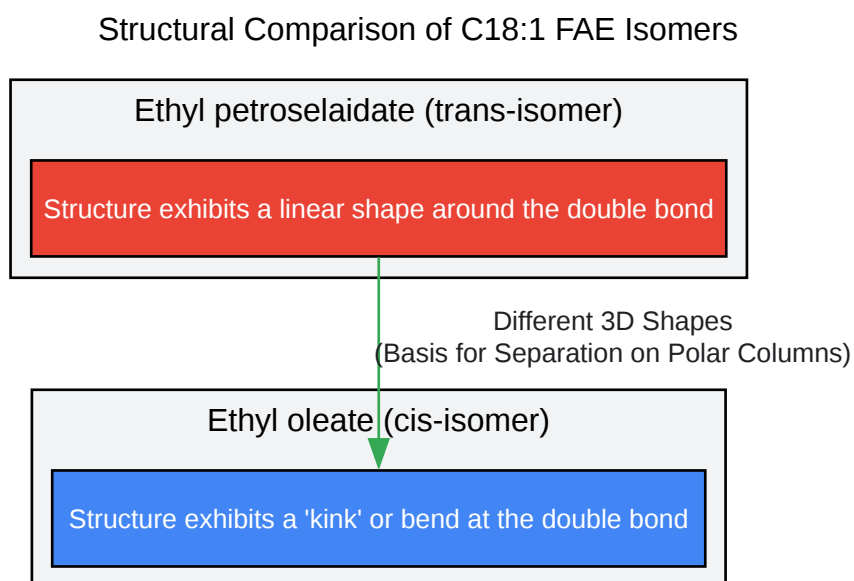 Structural Comparison of C18:1 FAE Isomers
Ethyl petroselaidate (trans-isomer)
Structure exhibits a linear shape around the double bond
Different 3D Shapes
(Basis for Separation on Polar Columns)
Ethyl oleate (cis-isomer)
Structure exhibits a 'kink' or bend at the double bond